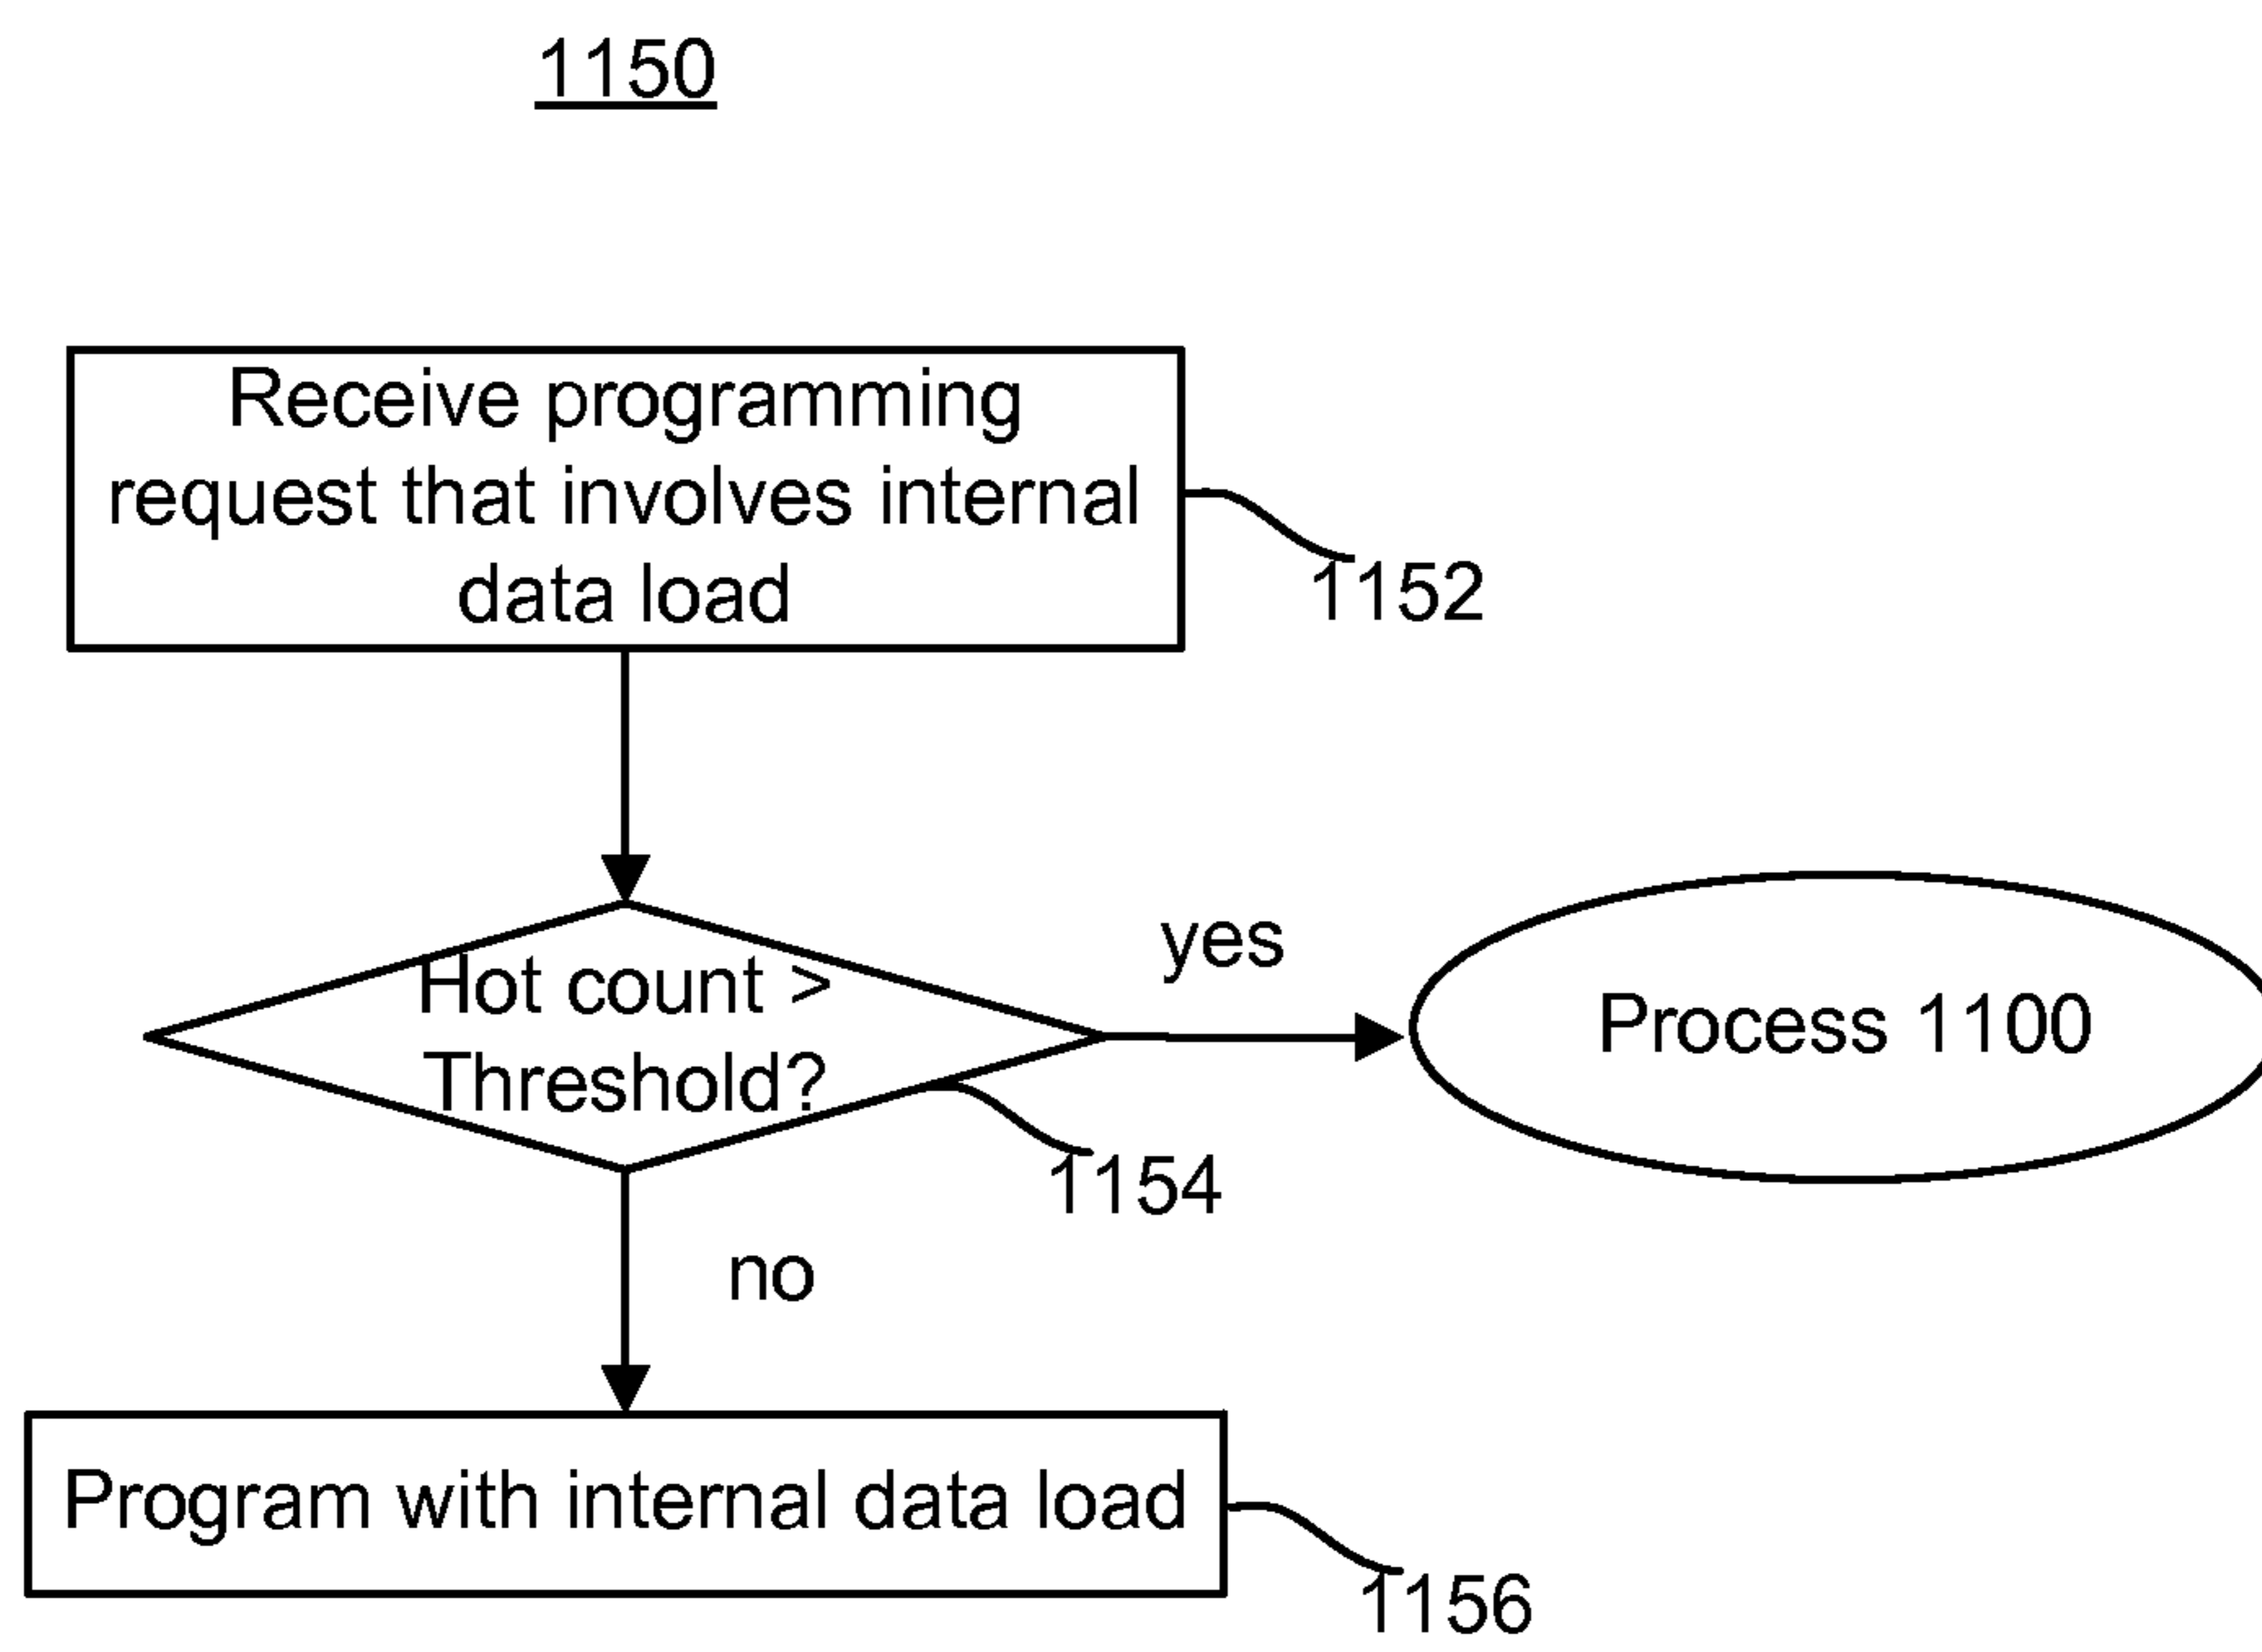 1150
Receive programming
request that involves internal
data load
1152
Hot count >
Threshold?
yes
Process 1100
1154
no
Program with internal data load
1156